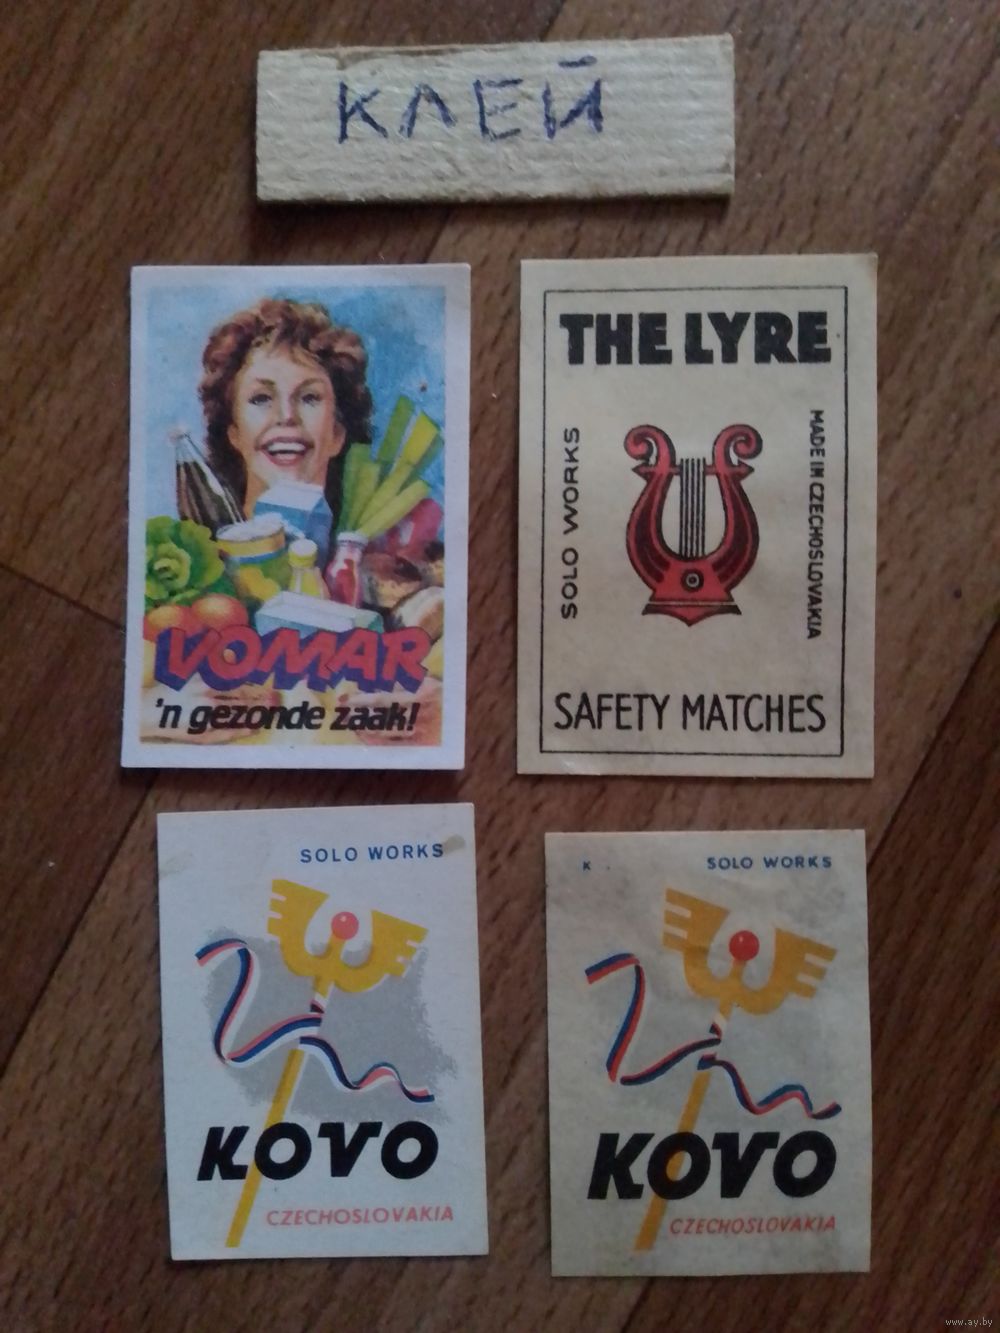 КЛЕЙ
VOMAR
'n gezonde zaak!
THE LYRE
SOLO WORKS
MADE IN CZECHOSLOVAKIA
SAFETY MATCHES
SOLO WORKS
KOVO
CZECHOSLOVAKIA
K .
SOLO WORKS
KOVO
CZECHOSLOVAKIA
www.ay.by